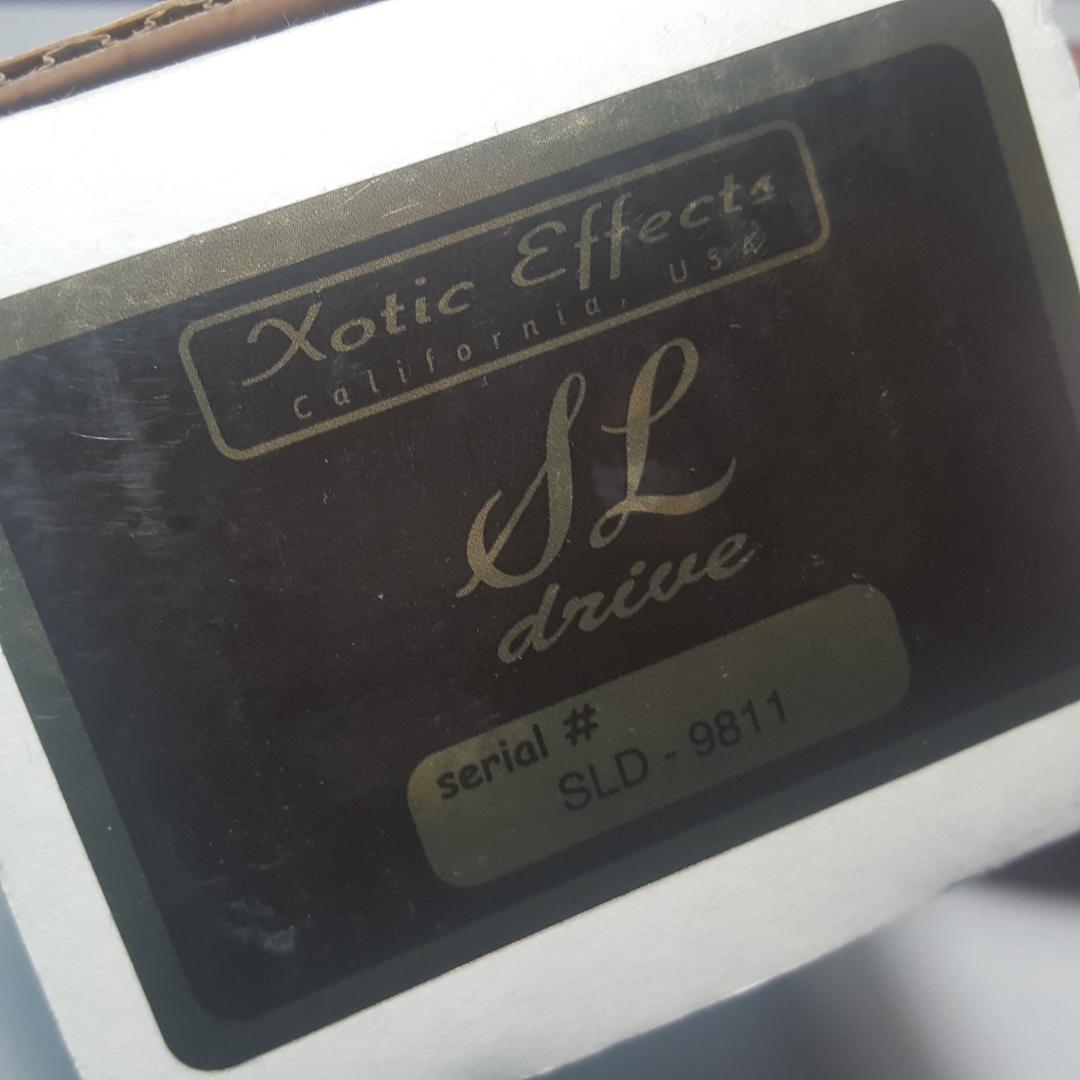 Xotic Effects
California, USA
SL
drive
serial #
SLD - 9811